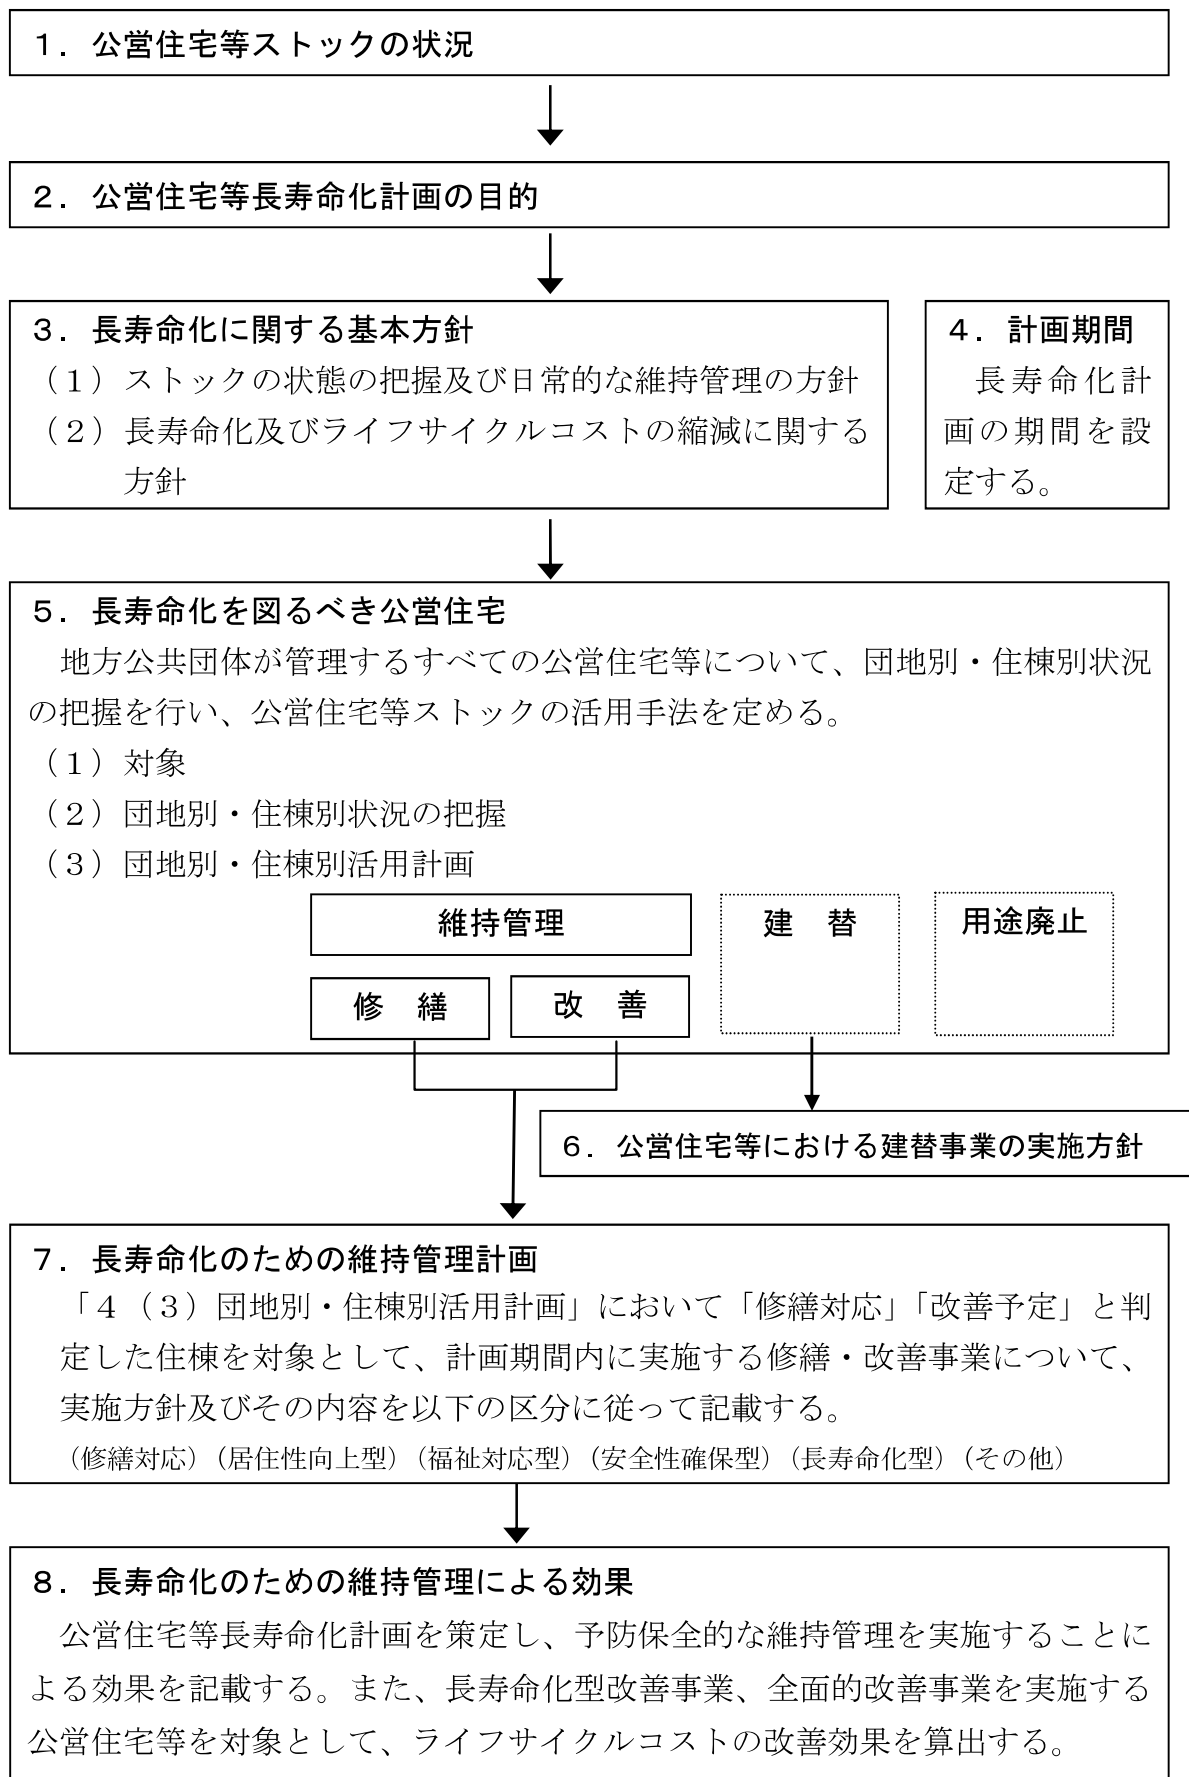 １．公営住宅等ストックの状況
２．公営住宅等長寿命化計画の目的
３．長寿命化に関する基本方針
（１）ストックの状態の把握及び日常的な維持管理の方針
（２）長寿命化及びライフサイクルコストの縮減に関する
方針
４．計画期間
長寿命化計
画の期間を設
定する。
５．長寿命化を図るべき公営住宅
地方公共団体が管理するすべての公営住宅等について、団地別・住棟別状況
の把握を行い、公営住宅等ストックの活用手法を定める。
（１）対象
（２）団地別・住棟別状況の把握
（３）団地別・住棟別活用計画
維持管理
建　替
用途廃止
修　繕
改　善
６．公営住宅等における建替事業の実施方針
７．長寿命化のための維持管理計画
「４（３）団地別・住棟別活用計画」において「修繕対応」「改善予定」と判
定した住棟を対象として、計画期間内に実施する修繕・改善事業について、
実施方針及びその内容を以下の区分に従って記載する。
（修繕対応）（居住性向上型）（福祉対応型）（安全性確保型）（長寿命化型）（その他）
８．長寿命化のための維持管理による効果
公営住宅等長寿命化計画を策定し、予防保全的な維持管理を実施することに
よる効果を記載する。また、長寿命化型改善事業、全面的改善事業を実施する
公営住宅等を対象として、ライフサイクルコストの改善効果を算出する。